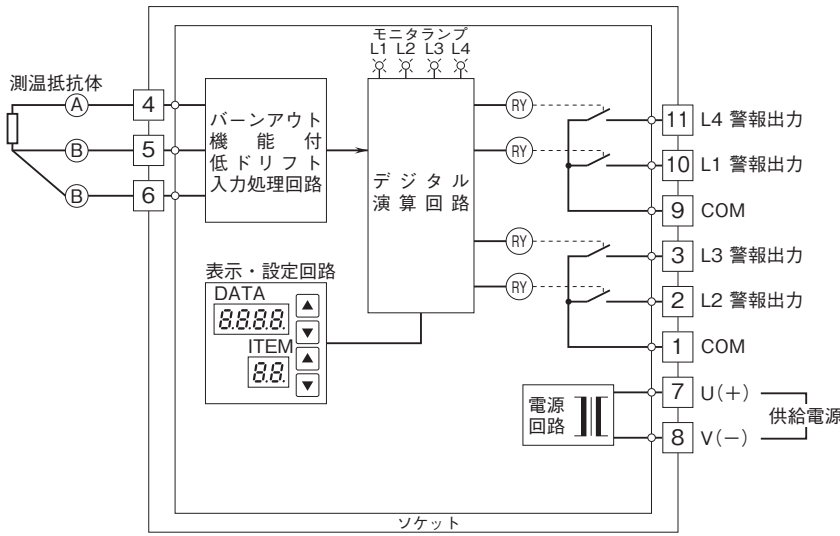 モニタランプ
L1 L2 L3 L4
測温抵抗体
A
B
B
4
5
6
バーンアウト
機能付
低ドリフト
入力処理回路
デジタル
演算回路
RY
RY
RY
RY
11 L4 警報出力
10 L1 警報出力
9 COM
3 L3 警報出力
2 L2 警報出力
1 COM
表示・設定回路
DATA
8.8.8.8.
ITEM
8.8.
電源
回路
7 U(+)
8 V(−)
供給電源
ソケット